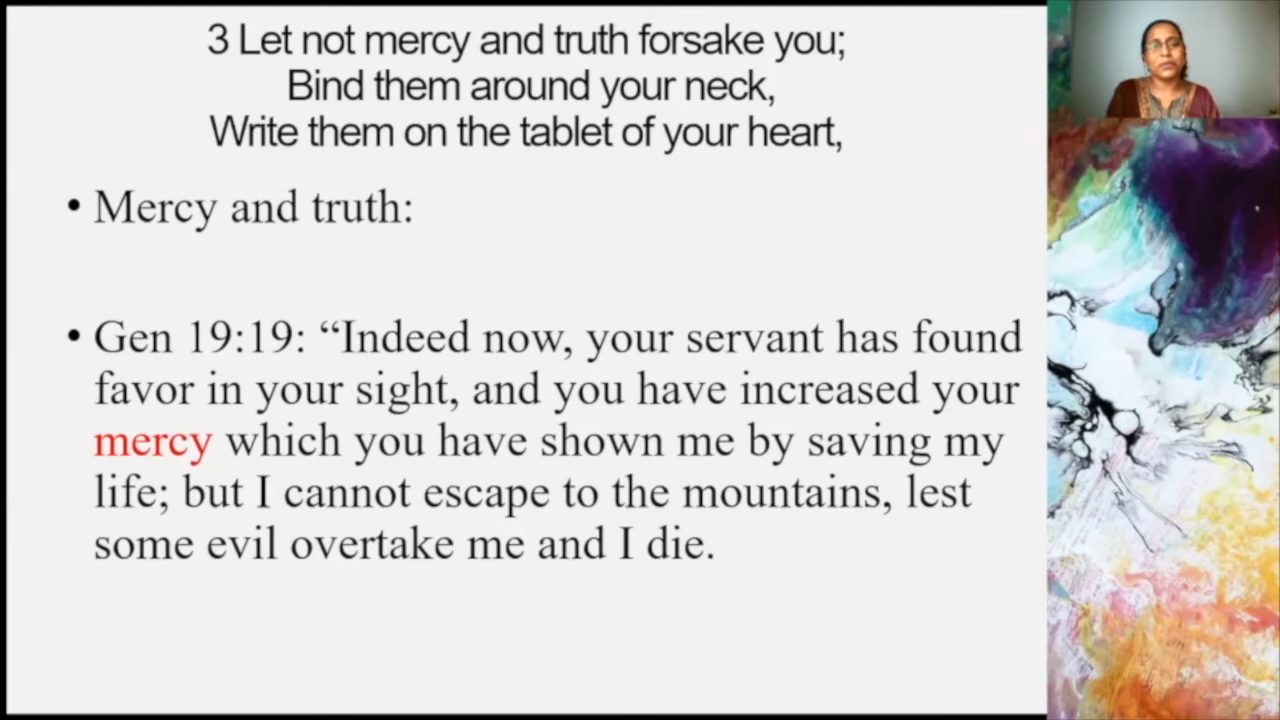 3 Let not mercy and truth forsake you;
Bind them around your neck,
Write them on the tablet of your heart,
• Mercy and truth:
• Gen 19:19: “Indeed now, your servant has found
favor in your sight, and you have increased your
mercy which you have shown me by saving my
life; but I cannot escape to the mountains, lest
some evil overtake me and I die.